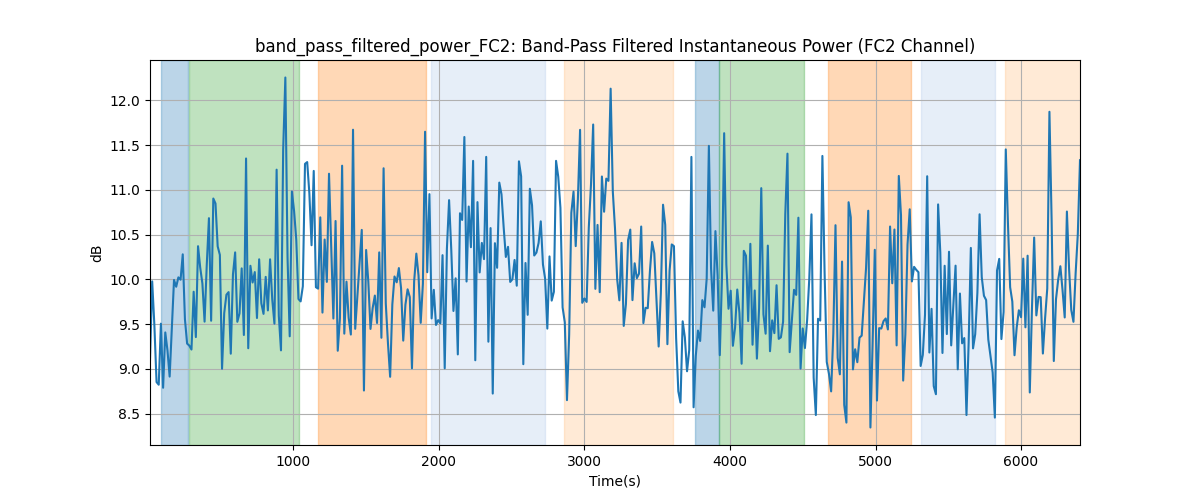 band_pass_filtered_power_FC2: Band-Pass Filtered Instantaneous Power (FC2 Channel)
12.0
11.5
11.0
10.5
10.0
9.5
9.0
8.5
dB
1000 2000 3000 4000 5000 6000
Time(s)